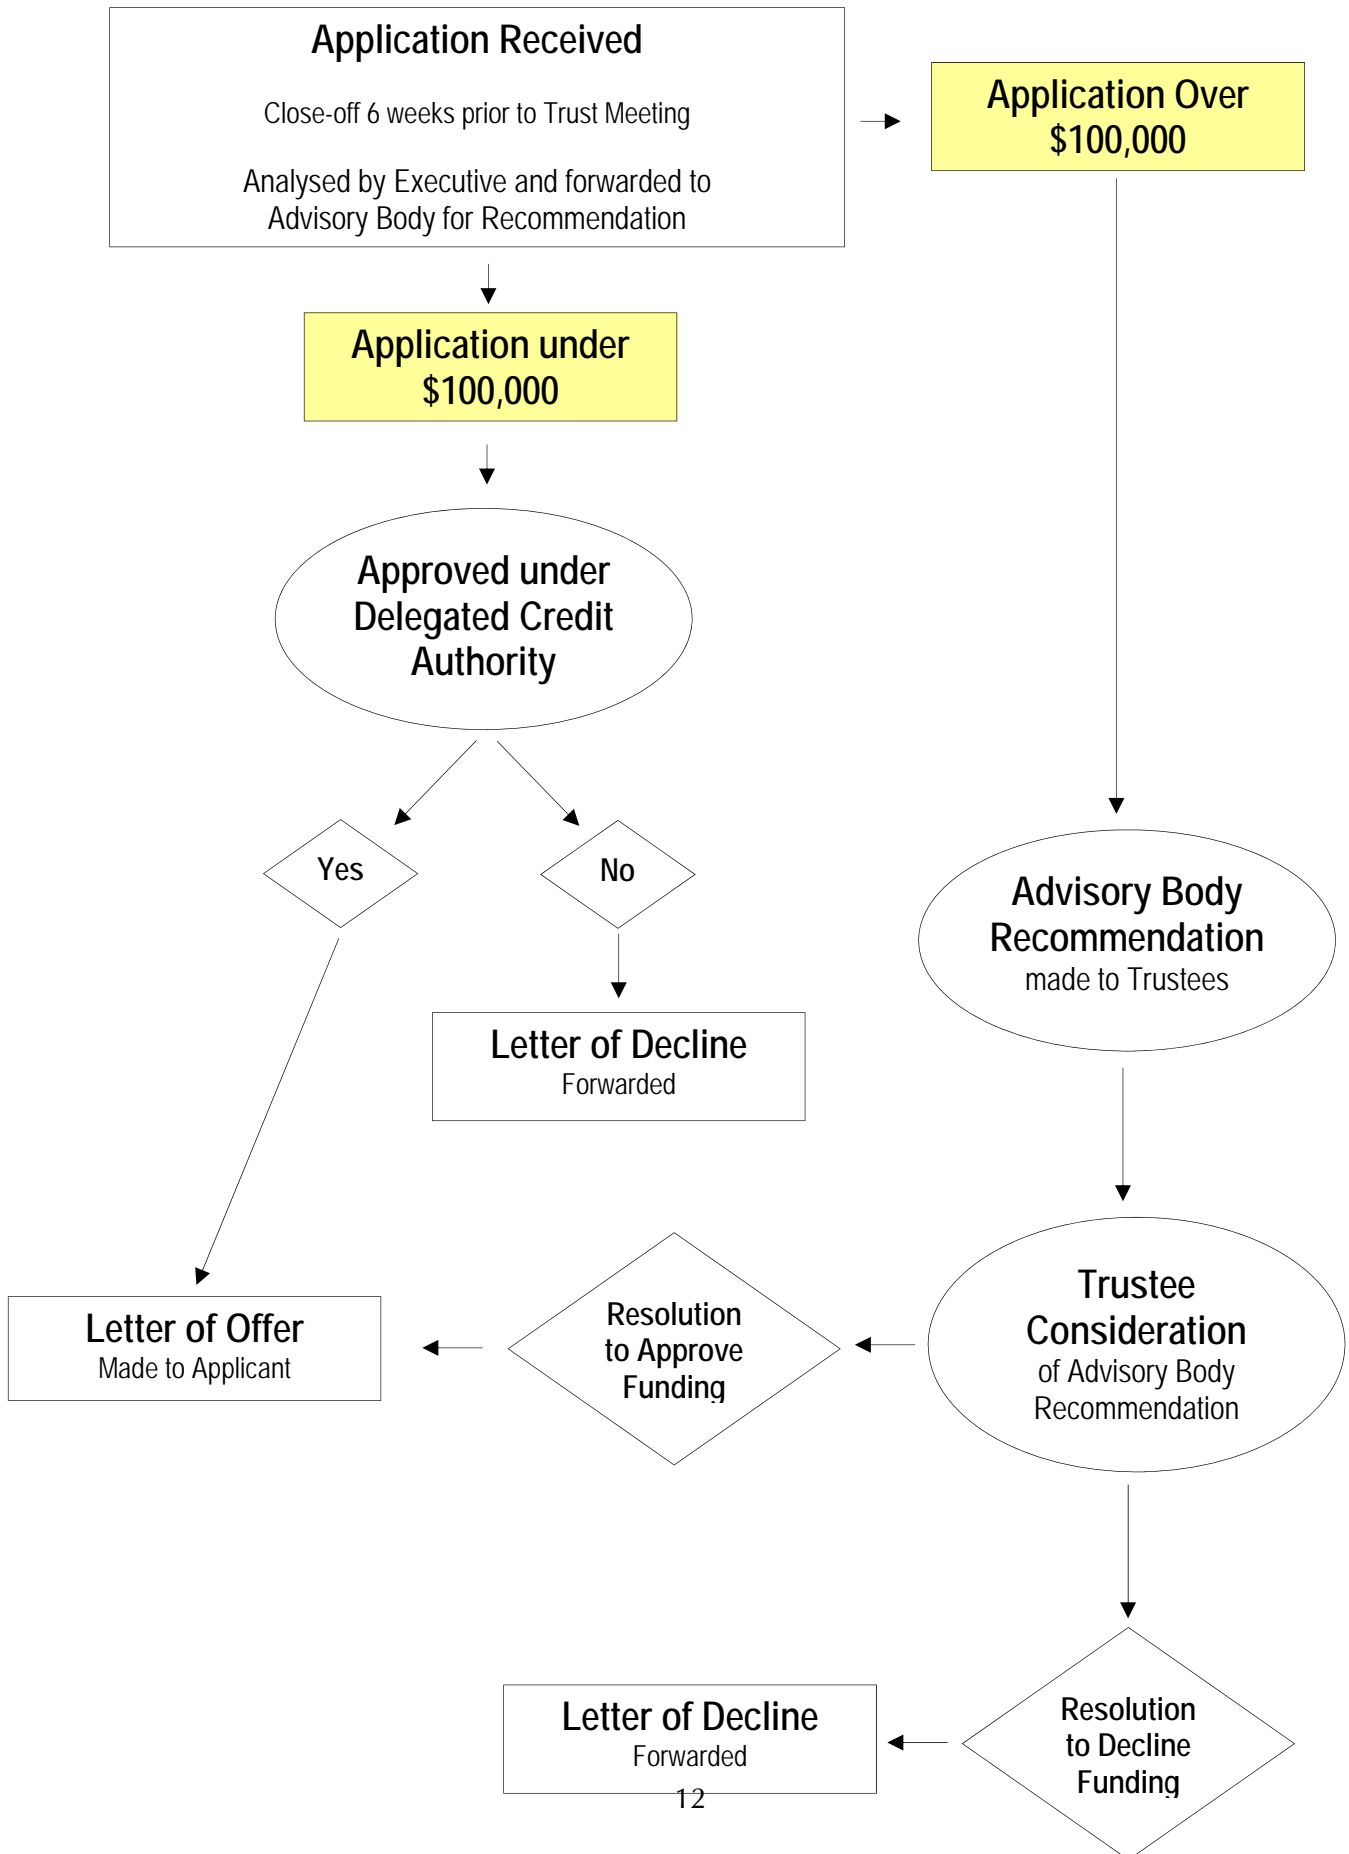 Application Received
Close-off 6 weeks prior to Trust Meeting
Analysed by Executive and forwarded to
Advisory Body for Recommendation
Application Over
$100,000
Application under
$100,000
Approved under
Delegated Credit
Authority
Yes
No
Advisory Body
Recommendation
made to Trustees
Letter of Decline
Forwarded
Trustee
Consideration
of Advisory Body
Recommendation
Resolution
to Approve
Funding
Letter of Offer
Made to Applicant
Resolution
to Decline
Funding
Letter of Decline
Forwarded
12